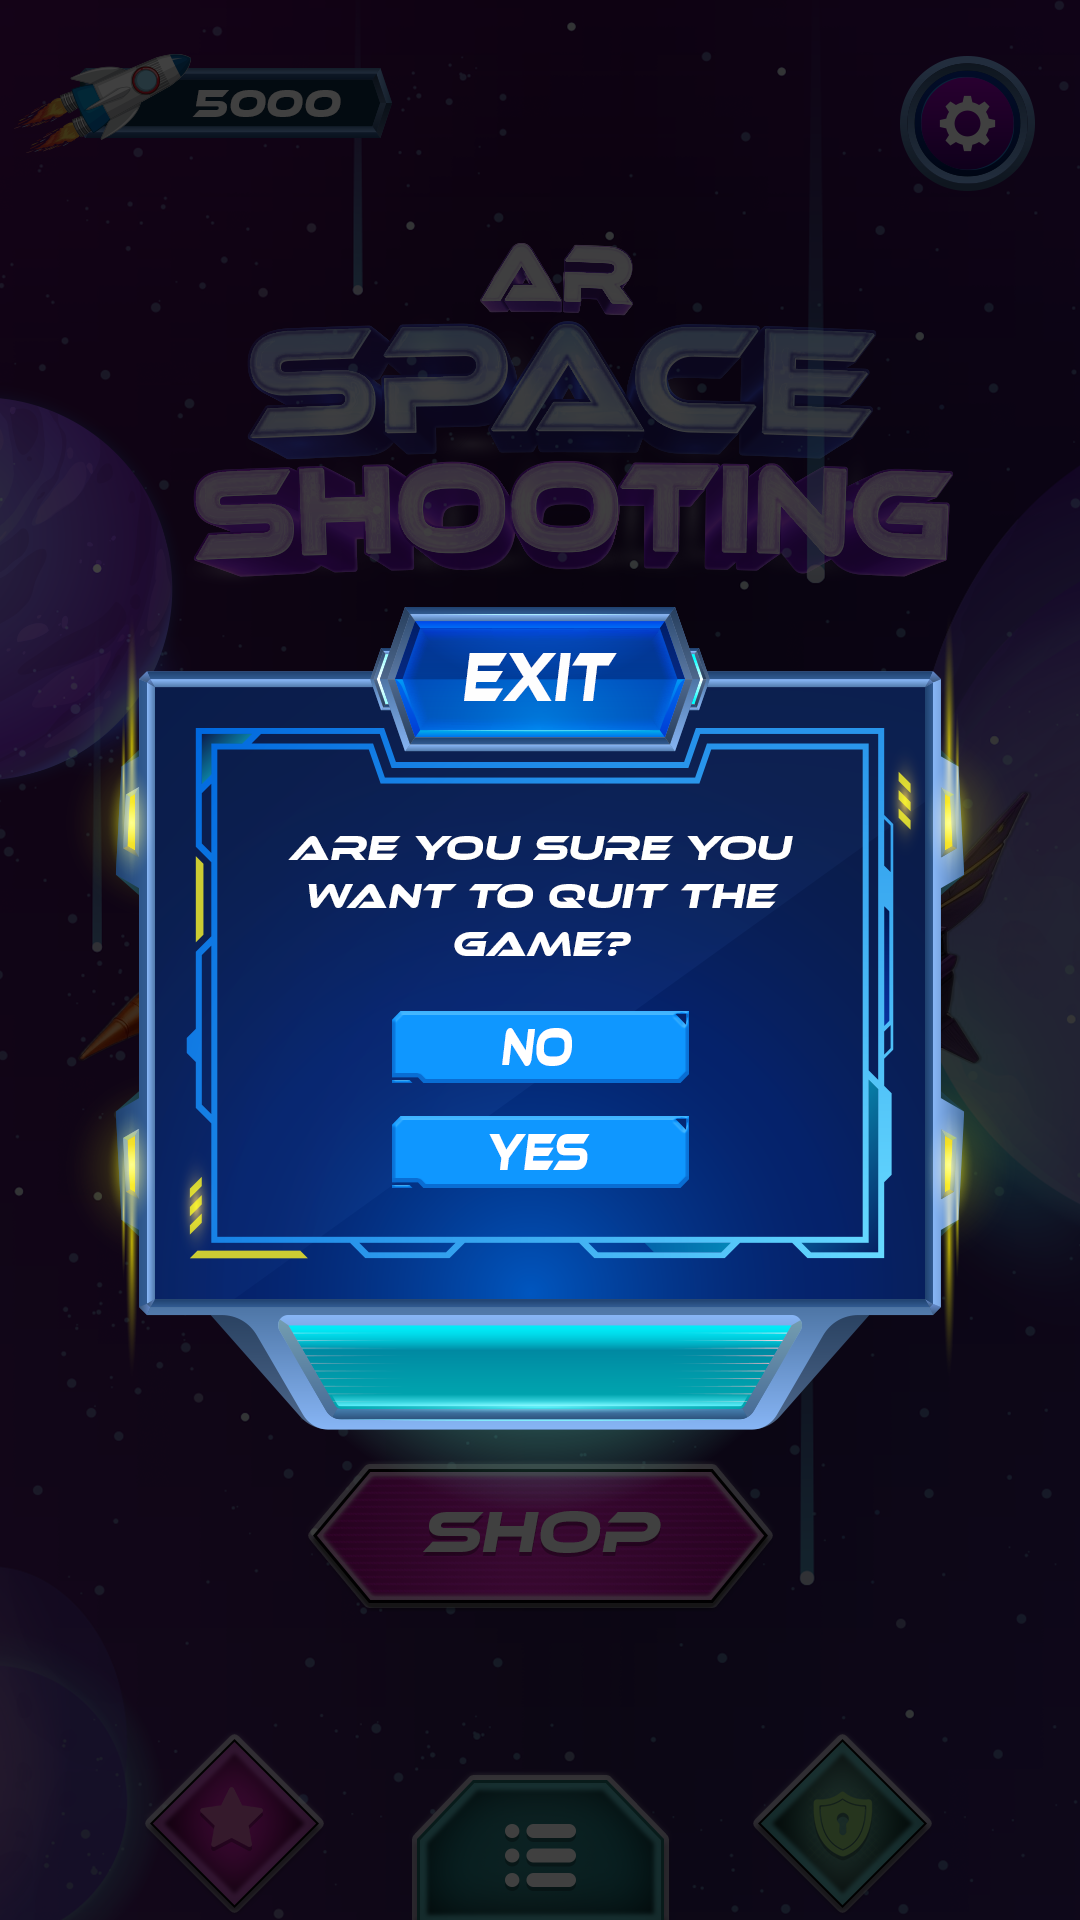 5000
AR
SPACE
SHOOTING
EXIT
ARE YOU SURE YOU
WANT TO QUIT THE
GAME?
NO
YES
SHOP